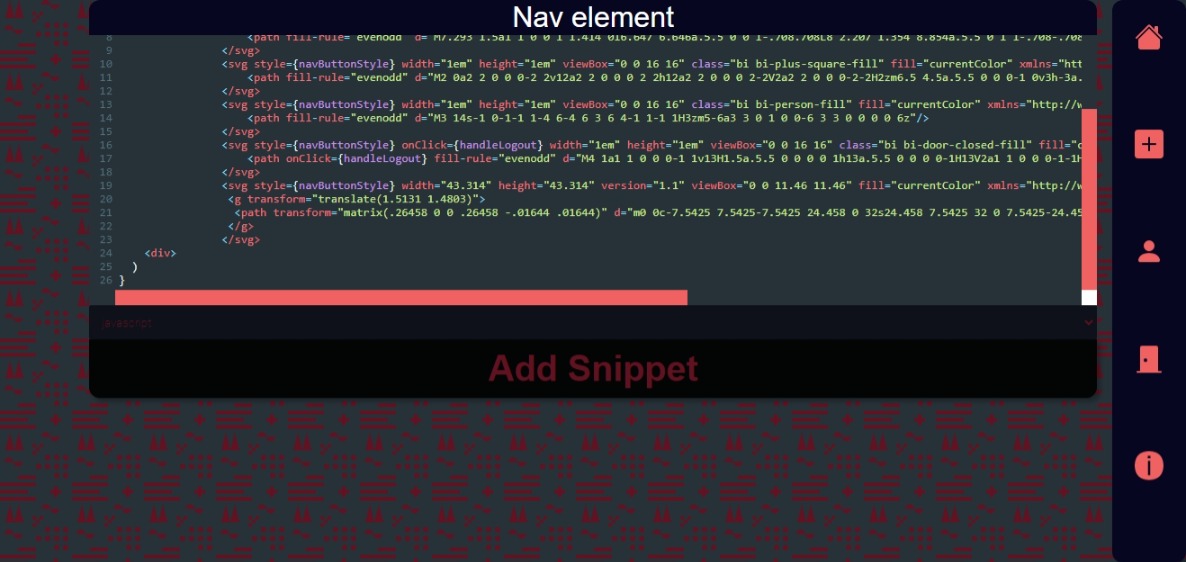 Nav element
8 <path fill-rule="evenodd" d="M7.293 1.5a1 1 0 0 1 1.414 0l6.647 6.646a.5.5 0 0 1-.708.708L8 2.207 1.354 8.854a.5.5 0 1 1-.708-.708
9 </svg>
10 <svg style={navButtonStyle} width="1em" height="1em" viewBox="0 0 16 16" class="bi bi-plus-square-fill" fill="currentColor" xmlns="htt
11 <path fill-rule="evenodd" d="M2 0a2 2 0 0 0-2 2v12a2 2 0 0 0 2 2h12a2 2 0 0 0 2-2V2a2 2 0 0 0-2-2H2zm6.5 4.5a.5.5 0 0 0-1 0v3h-3a.
12 </svg>
13 <svg style={navButtonStyle} width="1em" height="1em" viewBox="0 0 16 16" class="bi bi-person-fill" fill="currentColor" xmlns="http://w
14 <path fill-rule="evenodd" d="M3 14s-1 0-1-1 1-4 6-4 6 3 6 4-1 1-1 1H3zm5-6a3 3 0 1 0 0-6 3 3 0 0 0 0 6z"/>
15 </svg>
16 <svg style={navButtonStyle} onClick={handleLogout} width="1em" height="1em" viewBox="0 0 16 16" class="bi bi-door-closed-fill" fill="c
17 <path onClick={handleLogout} fill-rule="evenodd" d="M4 1a1 1 0 0 0-1 1v13H1.5a.5.5 0 0 0 0 1h13a.5.5 0 0 0 0-1H13V2a1 1 0 0 0-1-1H
18 </svg>
19 <svg style={navButtonStyle} width="43.314" height="43.314" version="1.1" viewBox="0 0 11.46 11.46" fill="currentColor" xmlns="http://w
20 <g transform="translate(1.5131 1.4803)">
21 <path transform="matrix(.26458 0 0 .26458 -.01644 .01644)" d="m0 0c-7.5425 7.5425-7.5425 24.458 0 32s24.458 7.5425 32 0 7.5425-24.45
22 </g>
23 </svg>
24 <div>
25 )
26 }
javascript
Add Snippet